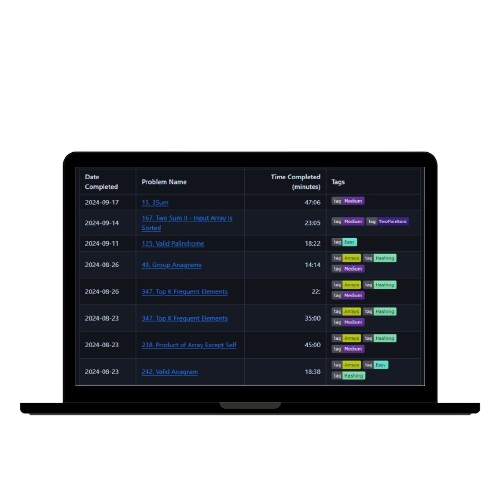 Date Completed
Problem Name
Time Completed (minutes)
Tags
2024-09-17 15. 3Sum 47:06 tag Medium
2024-09-14 167. Two Sum II - Input Array Is Sorted 23:05 tag Medium tag TwoPointers
2024-09-11 125. Valid Palindrome 18:22 tag Easy
2024-08-26 49. Group Anagrams 14:14 tag Arrays tag Hashing tag Medium
2024-08-26 347. Top K Frequent Elements 22: tag Arrays tag Hashing tag Medium
2024-08-23 347. Top K Frequent Elements 35:00 tag Arrays tag Hashing tag Medium
2024-08-23 238. Product of Array Except Self 45:00 tag Arrays tag Hashing tag Medium
2024-08-23 242. Valid Anagram 18:38 tag Arrays tag Easy tag Hashing